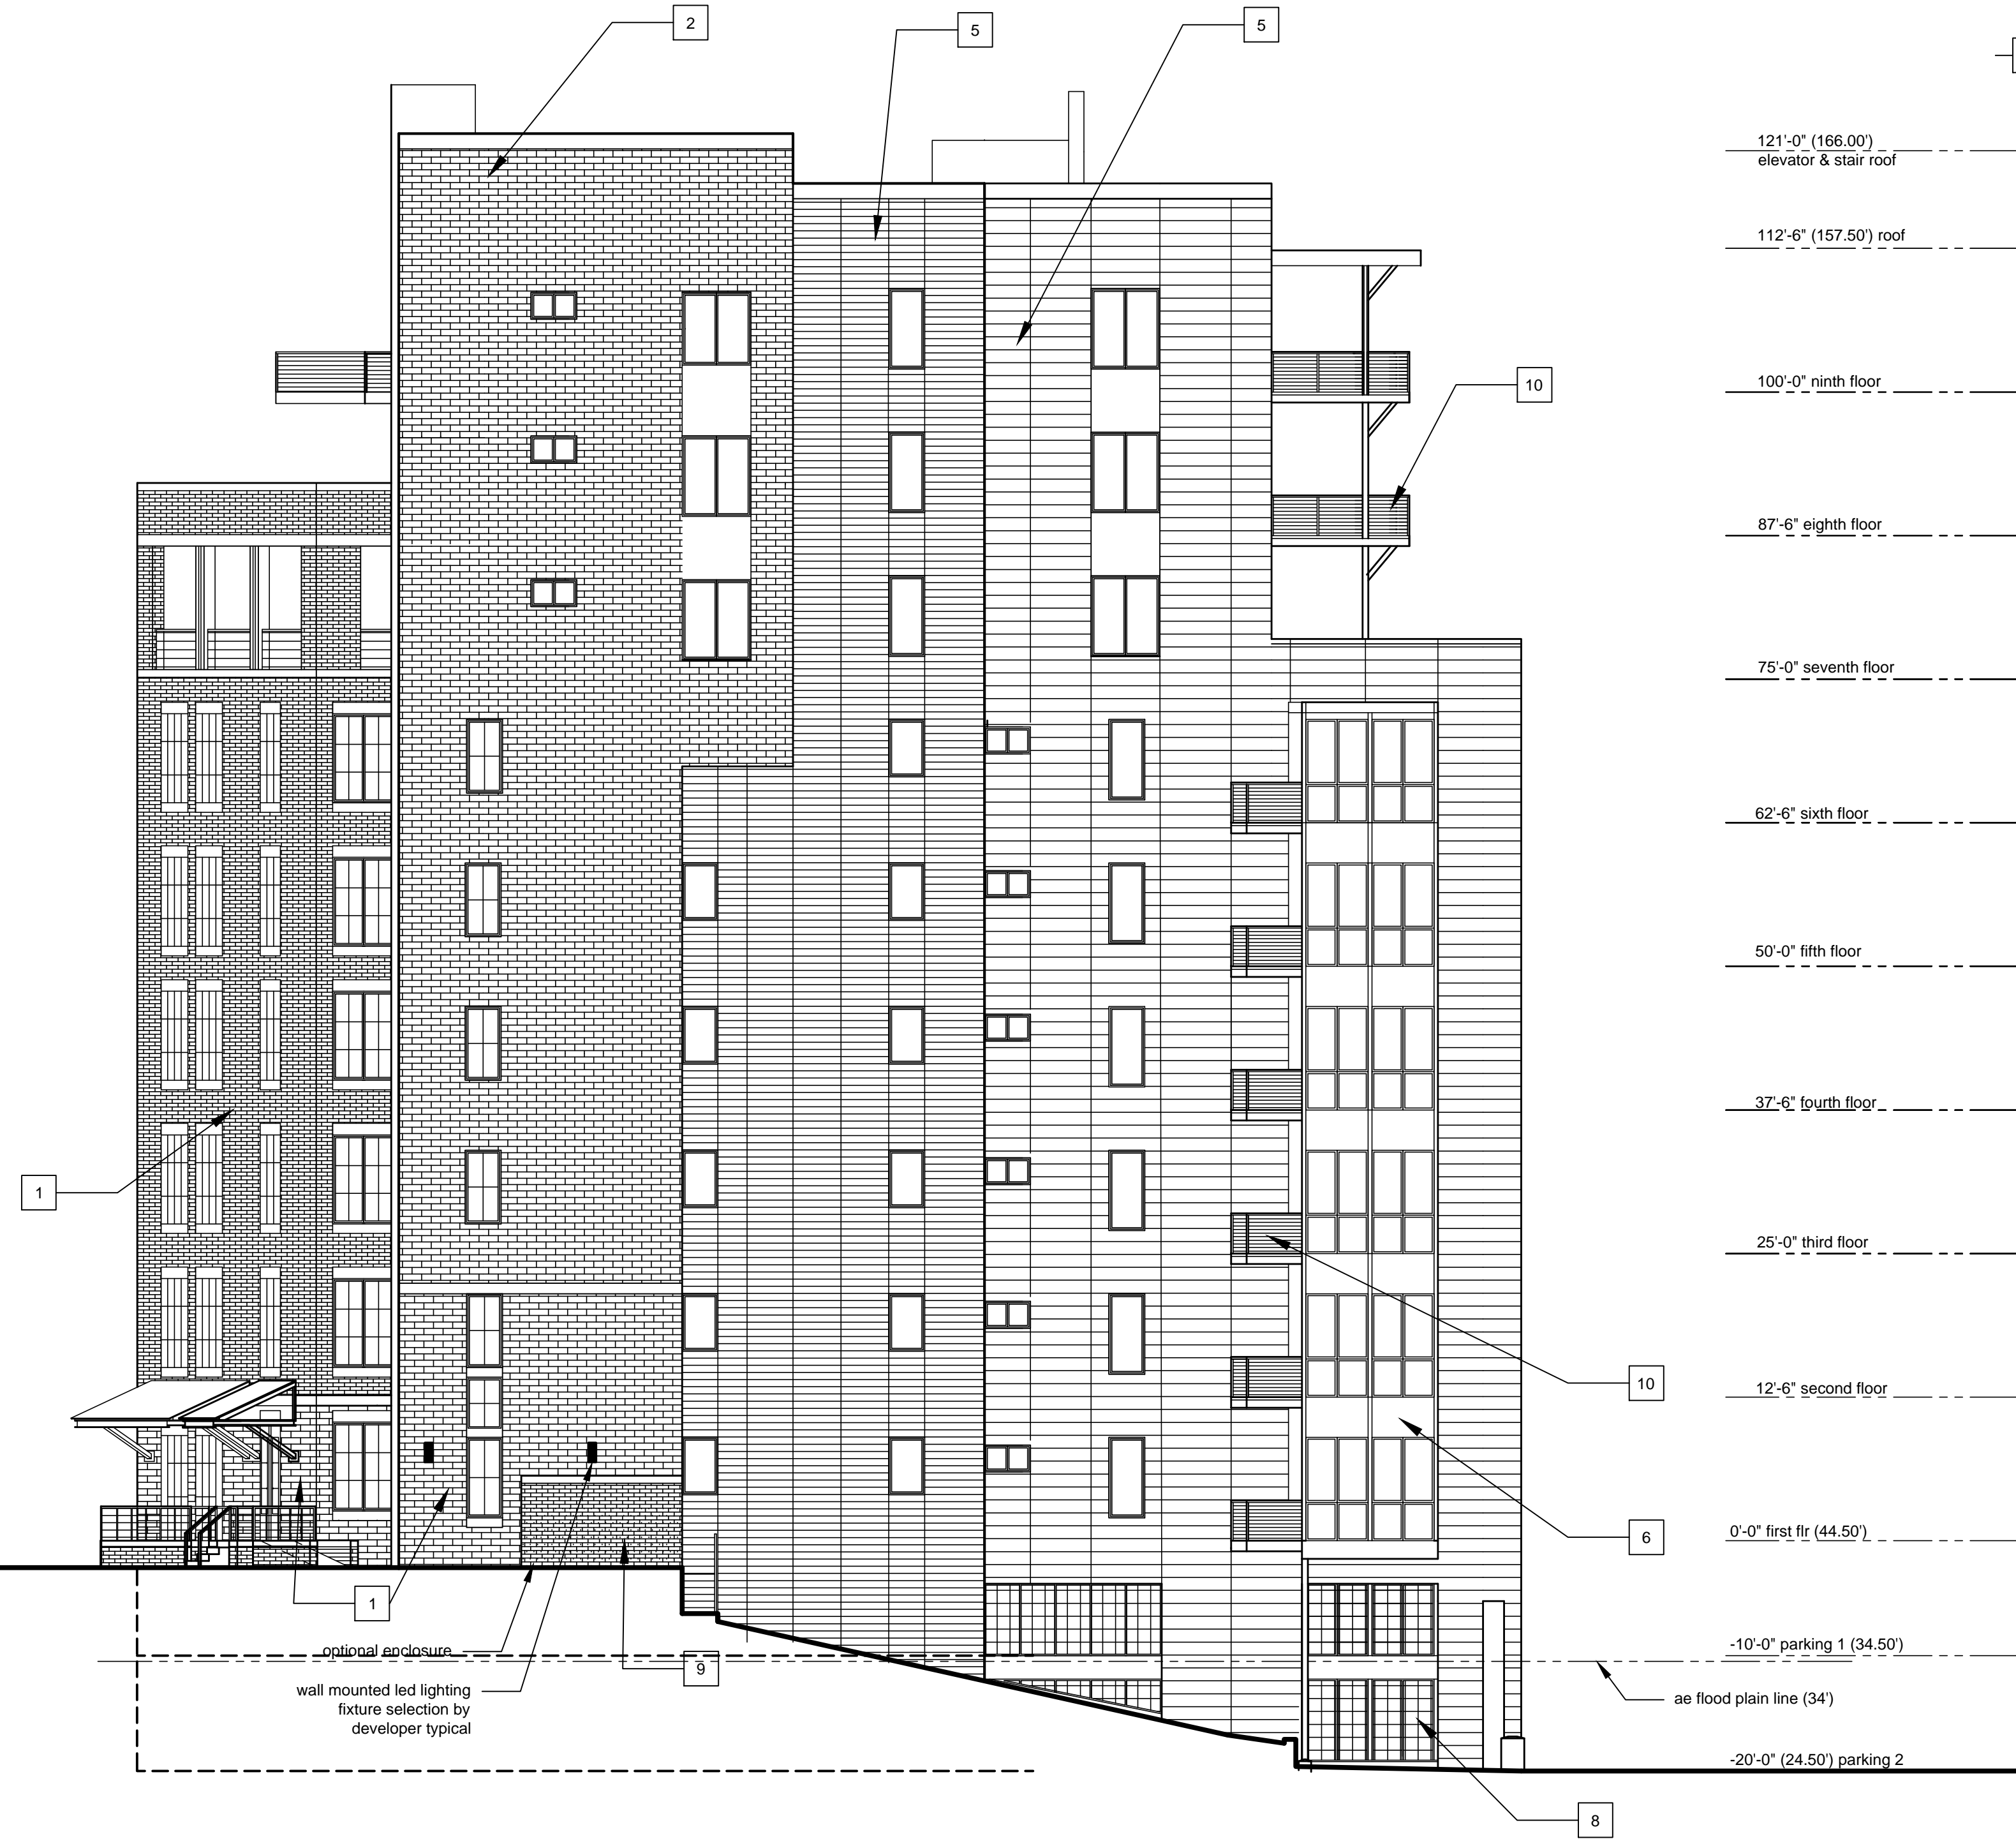 2
5
5
121'-0" (166.00')
elevator & stair roof
112'-6" (157.50') roof
100'-0" ninth floor
10
87'-6" eighth floor
75'-0" seventh floor
62'-6" sixth floor
50'-0" fifth floor
37'-6" fourth floor
1
25'-0" third floor
10
12'-6" second floor
0'-0" first flr (44.50')
6
1
optional enclosure
9
-10'-0" parking 1 (34.50')
wall mounted led lighting
fixture selection by
developer typical
ae flood plain line (34')
-20'-0" (24.50') parking 2
8